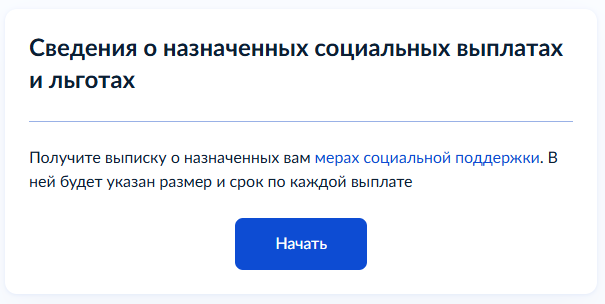 Сведения о назначенных социальных выплатах
и льготах
Получите выписку о назначенных вам мерах социальной поддержки. В
ней будет указан размер и срок по каждой выплате
Начать